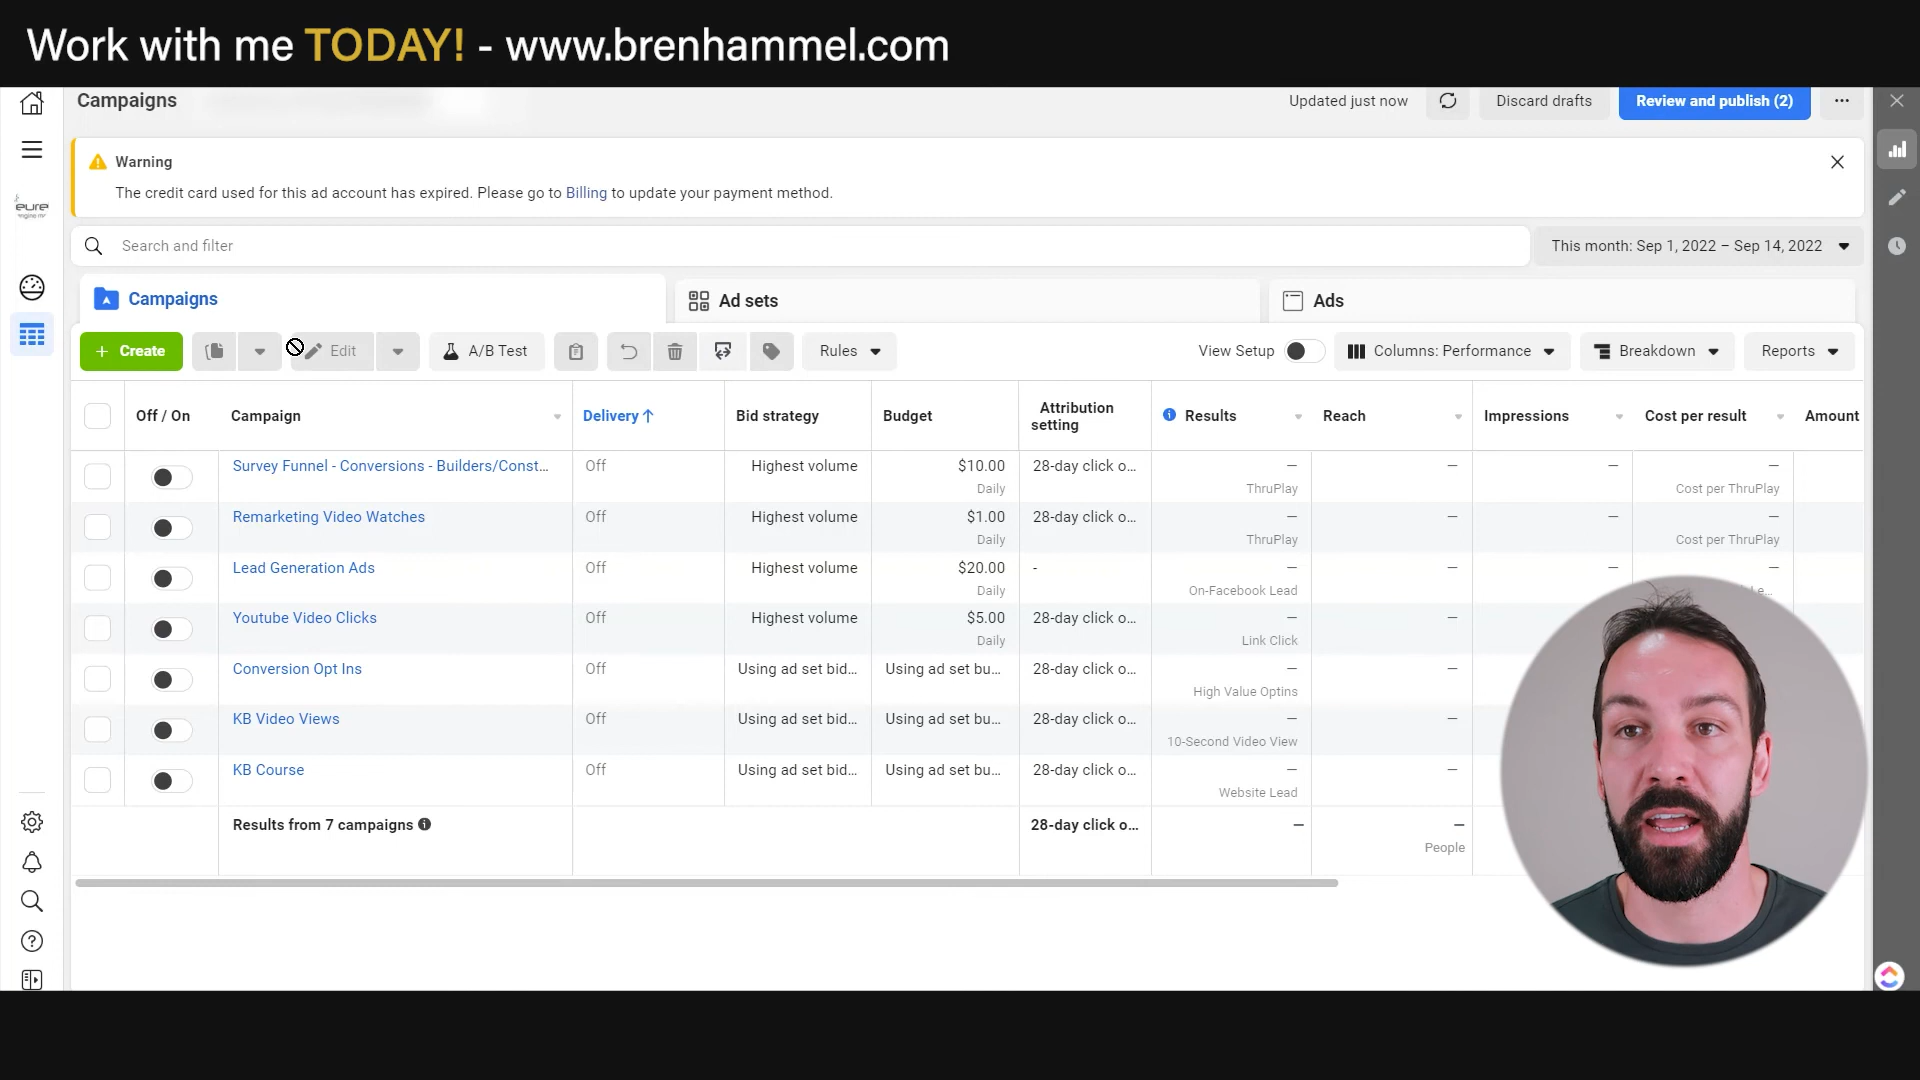 Work with me TODAY! - www.brenhammel.com
Campaigns
Updated just now
Discard drafts
Review and publish (2)
Warning
The credit card used for this ad account has expired. Please go to Billing to update your payment method.
Search and filter
This month: Sep 1, 2022 – Sep 14, 2022
Campaigns
Ad sets
Ads
+ Create
Edit
A/B Test
Rules
View Setup
Columns: Performance
Breakdown
Reports
Off / On
Campaign
Delivery ↑
Bid strategy
Budget
Attribution setting
Results
Reach
Impressions
Cost per result
Amount
Survey Funnel - Conversions - Builders/Const... Off Highest volume $10.00 28-day click o... — — — —
Daily ThruPlay Cost per ThruPlay
Remarketing Video Watches Off Highest volume $1.00 28-day click o... — — — —
Daily ThruPlay Cost per ThruPlay
Lead Generation Ads Off Highest volume $20.00 - — — — —
Daily On-Facebook Lead
Youtube Video Clicks Off Highest volume $5.00 28-day click o... — —
Daily Link Click
Conversion Opt Ins Off Using ad set bid... Using ad set bu... 28-day click o... — —
High Value Optins
KB Video Views Off Using ad set bid... Using ad set bu... 28-day click o... — —
10-Second Video View
KB Course Off Using ad set bid... Using ad set bu... 28-day click o... — —
Website Lead
Results from 7 campaigns 28-day click o... — —
People